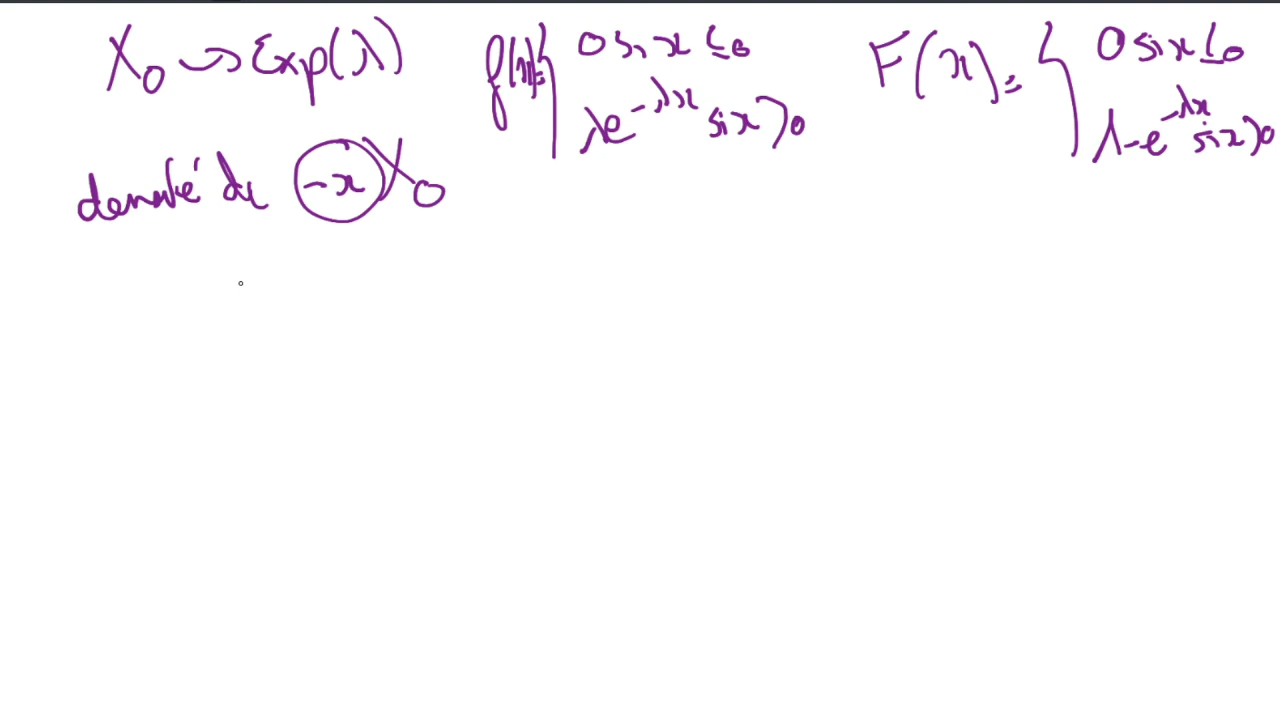 X₀ ↪ Exp(λ) f(x)= { 0 si x ≤ 0 F(x) = { 0 si x ≤ 0
λe^{-λx} si x > 0 1 - e^{-λx} si x > 0
densité de -x X₀